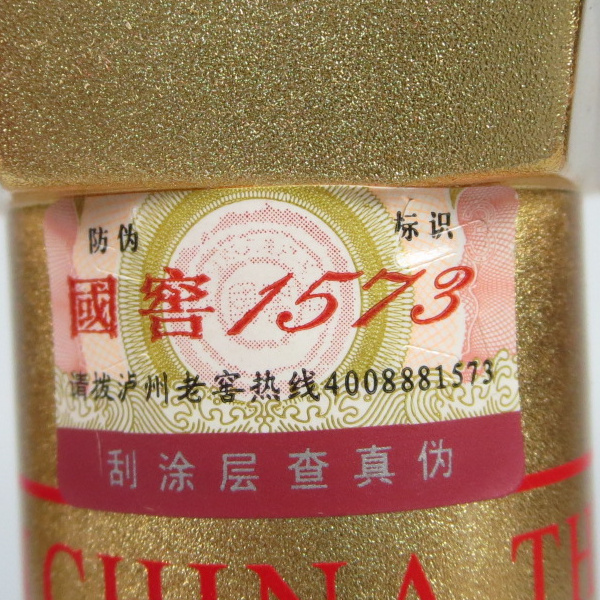 防伪 标识
國窖1573
请拨泸州老窖热线4008881573
刮涂层查真伪
CHINA TH